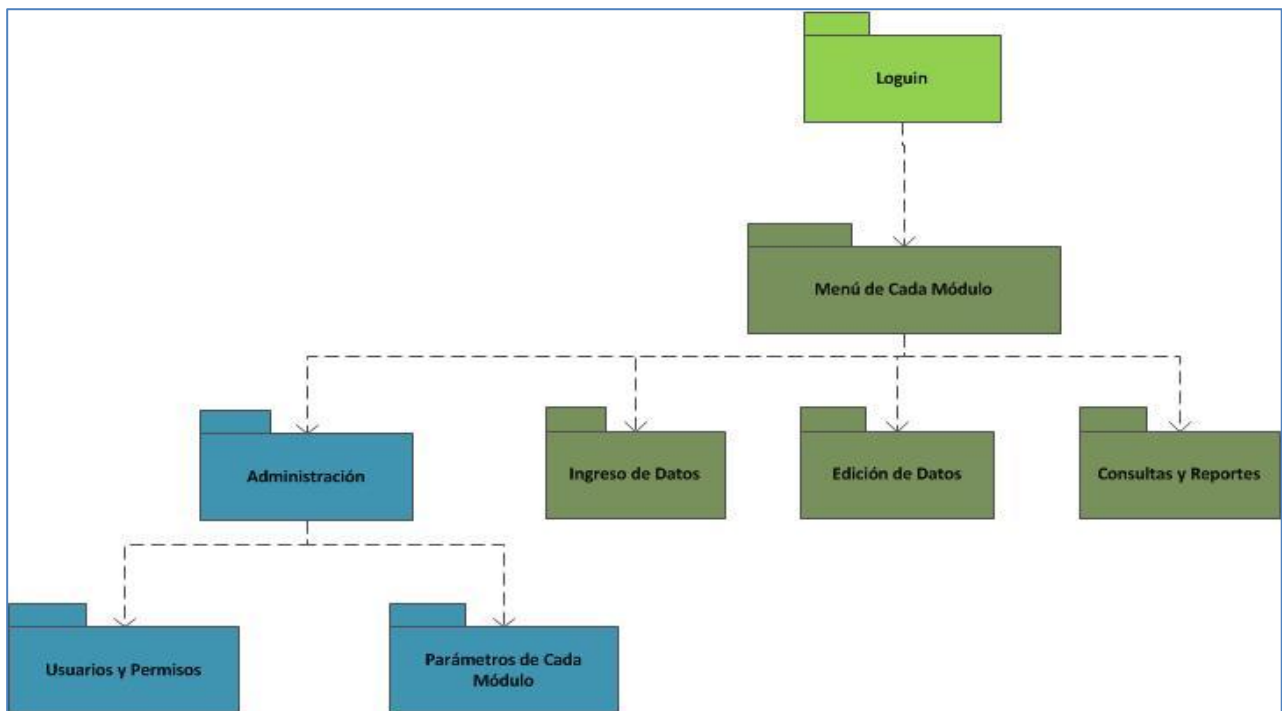 Loguin
Menú de Cada Módulo
Administración
Ingreso de Datos
Edición de Datos
Consultas y Reportes
Usuarios y Permisos
Parámetros de Cada
Módulo